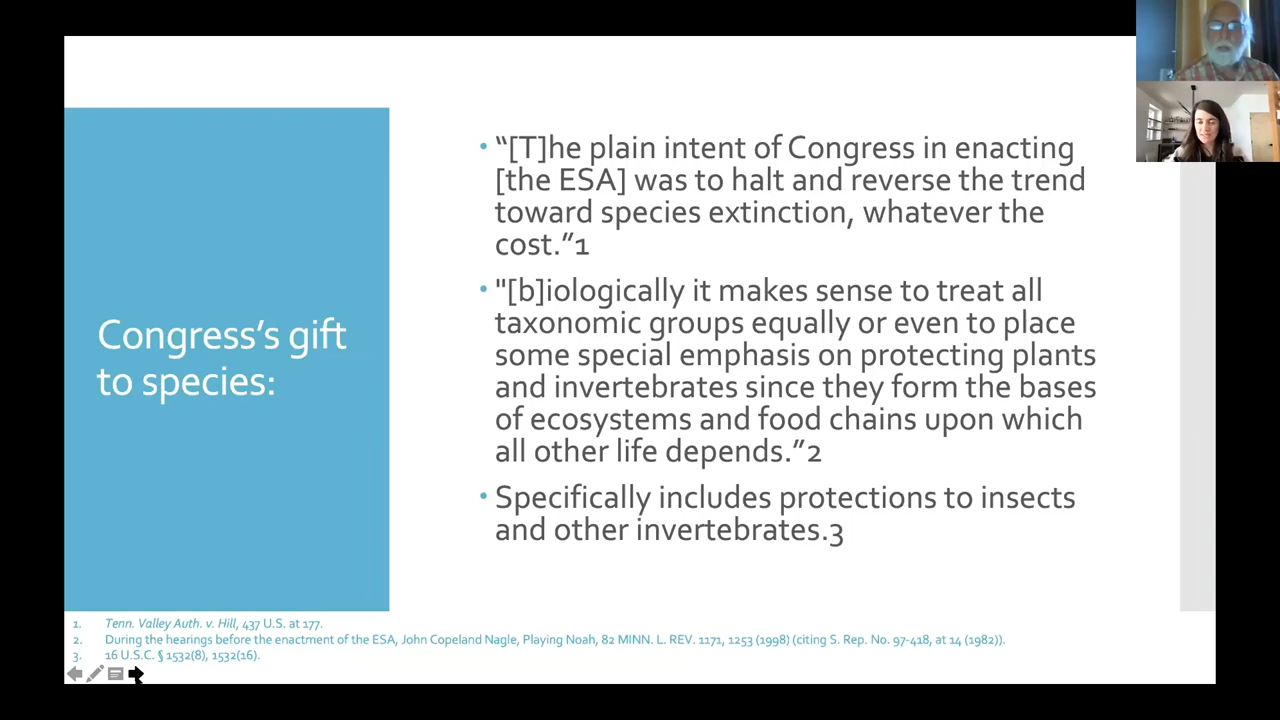 Congress’s gift
to species:
• “[T]he plain intent of Congress in enacting
[the ESA] was to halt and reverse the trend
toward species extinction, whatever the
cost.”1
• "[b]iologically it makes sense to treat all
taxonomic groups equally or even to place
some special emphasis on protecting plants
and invertebrates since they form the bases
of ecosystems and food chains upon which
all other life depends.”2
• Specifically includes protections to insects
and other invertebrates.3
1. Tenn. Valley Auth. v. Hill, 437 U.S. at 177.
2. During the hearings before the enactment of the ESA, John Copeland Nagle, Playing Noah, 82 MINN. L. REV. 1171, 1253 (1998) (citing S. Rep. No. 97-418, at 14 (1982)).
3. 16 U.S.C. § 1532(8), 1532(16).